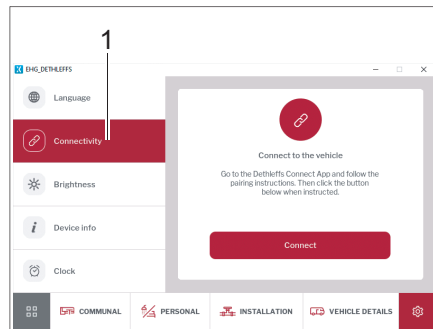 1
EHG_DETHLEFFS
Language
Connectivity
Brightness
Device info
Clock
Connect to the vehicle
Go to the Dethleffs Connect App and follow the
pairing instructions. Then click the button
below when instructed.
Connect
COMMUNAL
PERSONAL
INSTALLATION
VEHICLE DETAILS